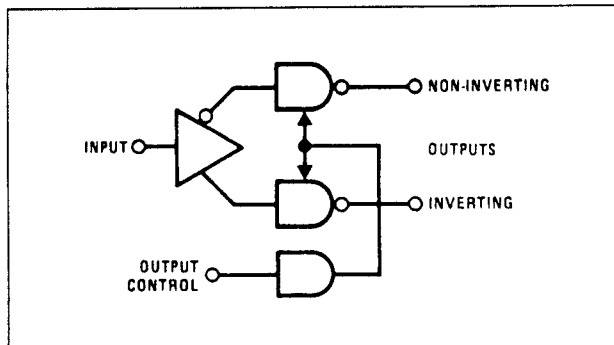 NON-INVERTING
INPUT
OUTPUTS
INVERTING
OUTPUT
CONTROL